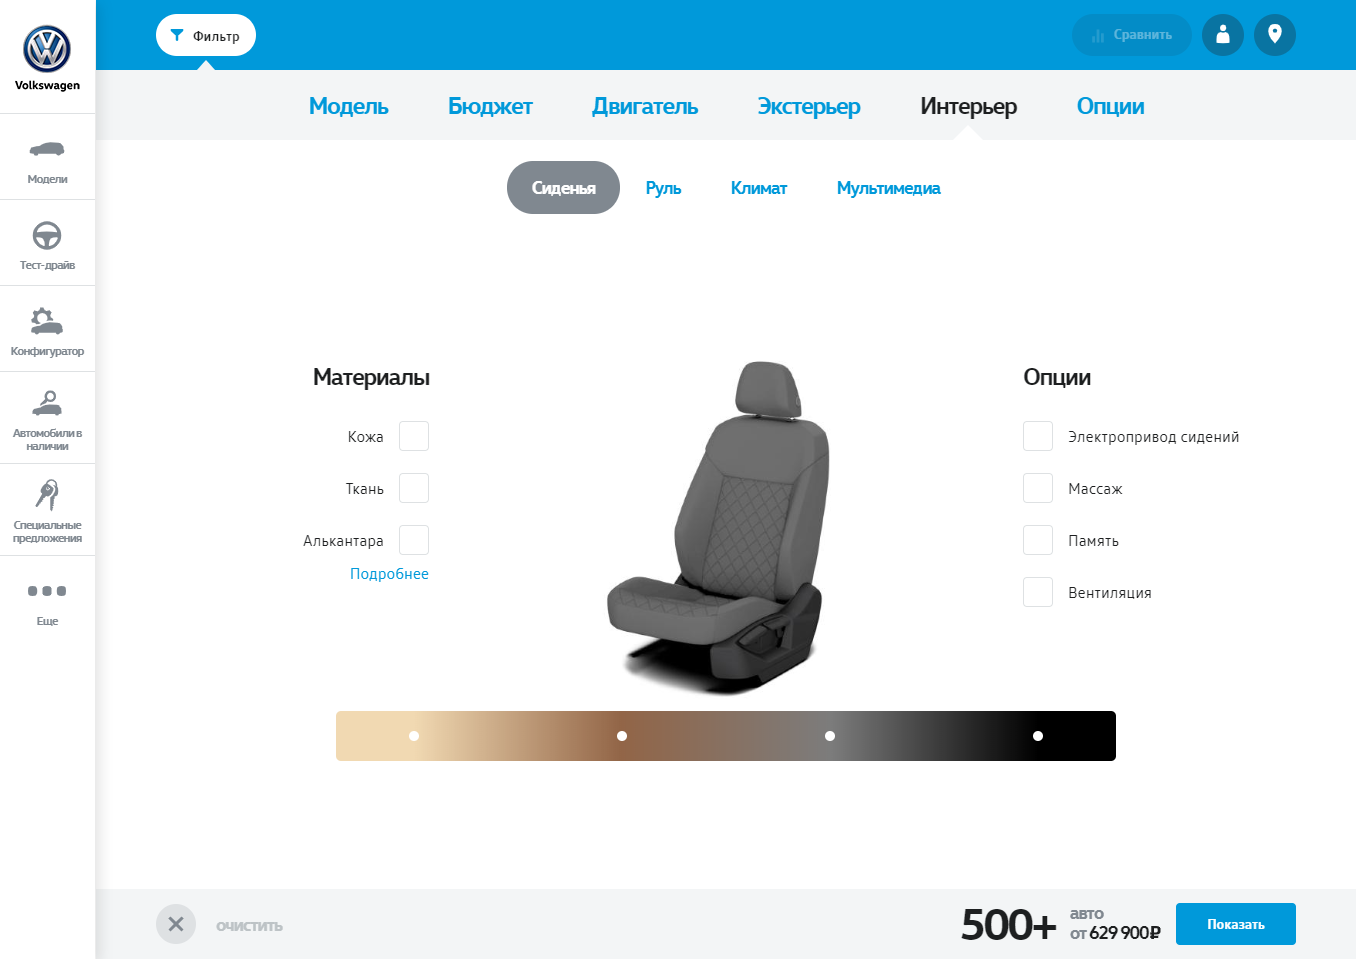 Volkswagen
Модели
Тест-драйв
Конфигуратор
Автомобили в
наличии
Специальные
предложения
Еще
Фильтр
Сравнить
Модель Бюджет Двигатель Экстерьер Интерьер Опции
Сиденья Руль Климат Мультимедиа
Материалы
Кожа
Ткань
Алькантара
Подробнее
Опции
Электропривод сидений
Массаж
Память
Вентиляция
ОЧИСТИТЬ
500+
авто
от 629 900₽
Показать